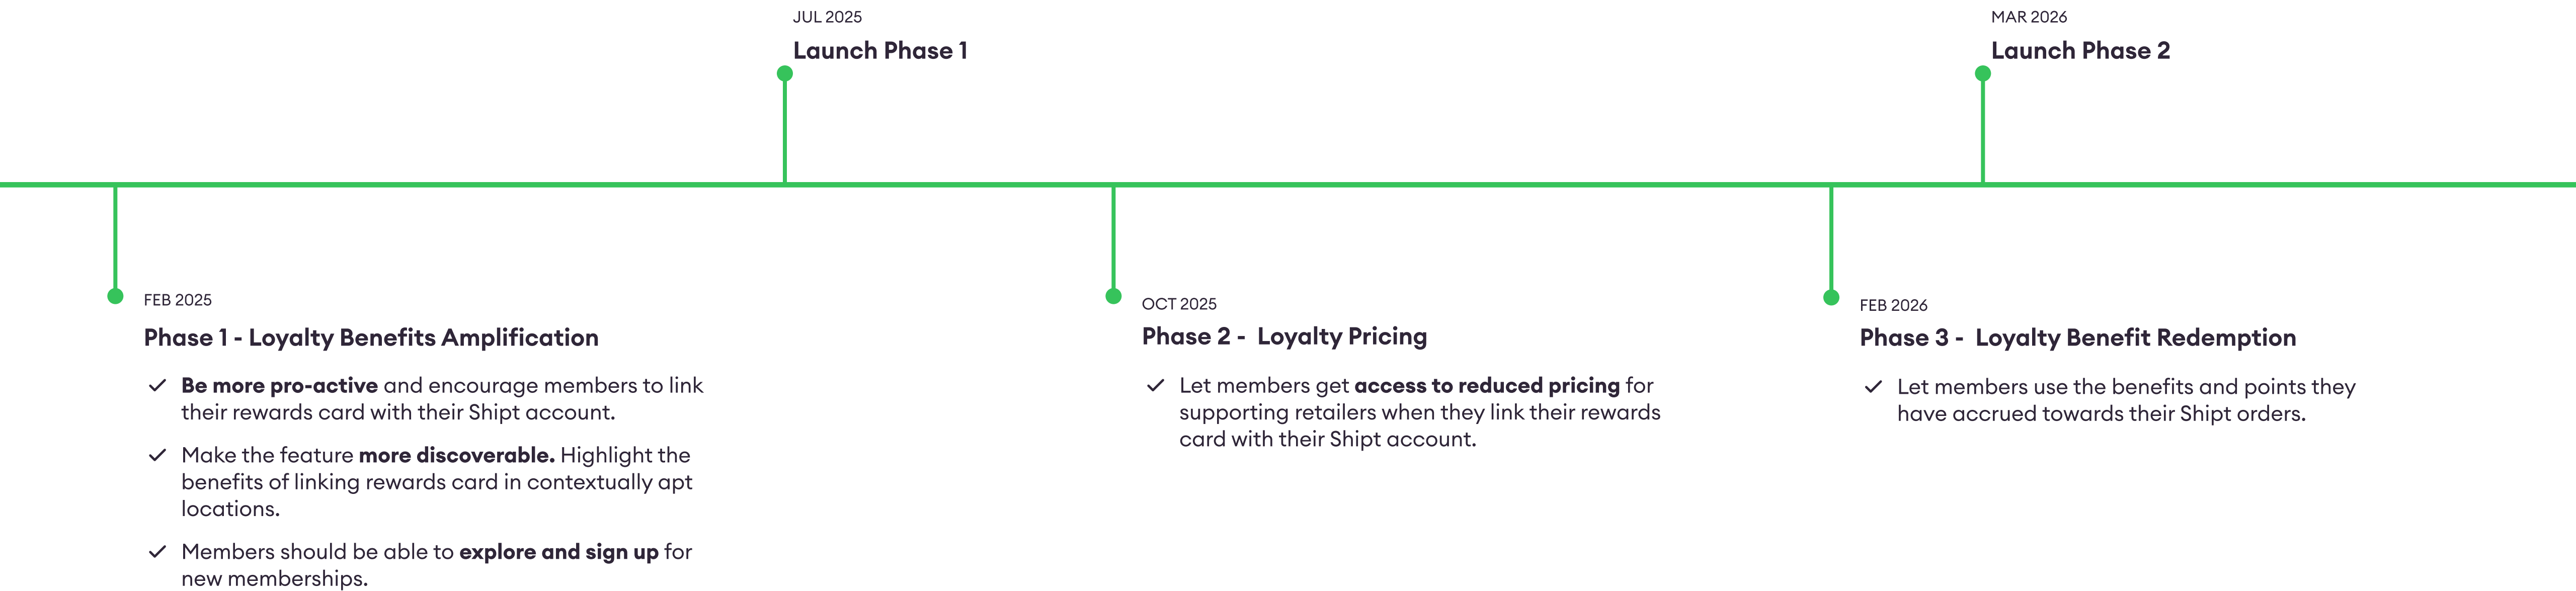 JUL 2025
Launch Phase 1
MAR 2026
Launch Phase 2
FEB 2025
Phase 1 - Loyalty Benefits Amplification
Be more pro-active and encourage members to link
their rewards card with their Shipt account.
Make the feature more discoverable. Highlight the
benefits of linking rewards card in contextually apt
locations.
Members should be able to explore and sign up for
new memberships.
OCT 2025
Phase 2 - Loyalty Pricing
Let members get access to reduced pricing for
supporting retailers when they link their rewards
card with their Shipt account.
FEB 2026
Phase 3 - Loyalty Benefit Redemption
Let members use the benefits and points they
have accrued towards their Shipt orders.